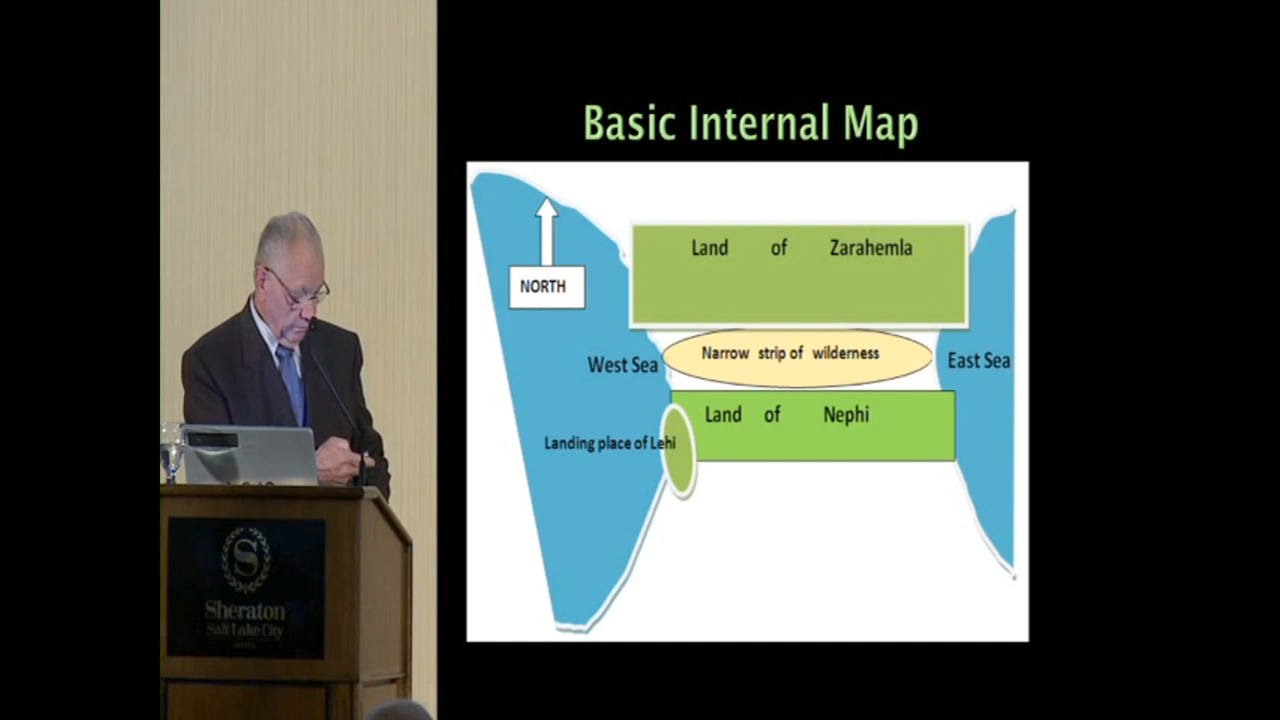 Basic Internal Map
Land of Zarahemla
NORTH
Narrow strip of wilderness
West Sea
East Sea
Land of Nephi
Landing place of Lehi
S
Sheraton
Salt Lake City
HOTEL